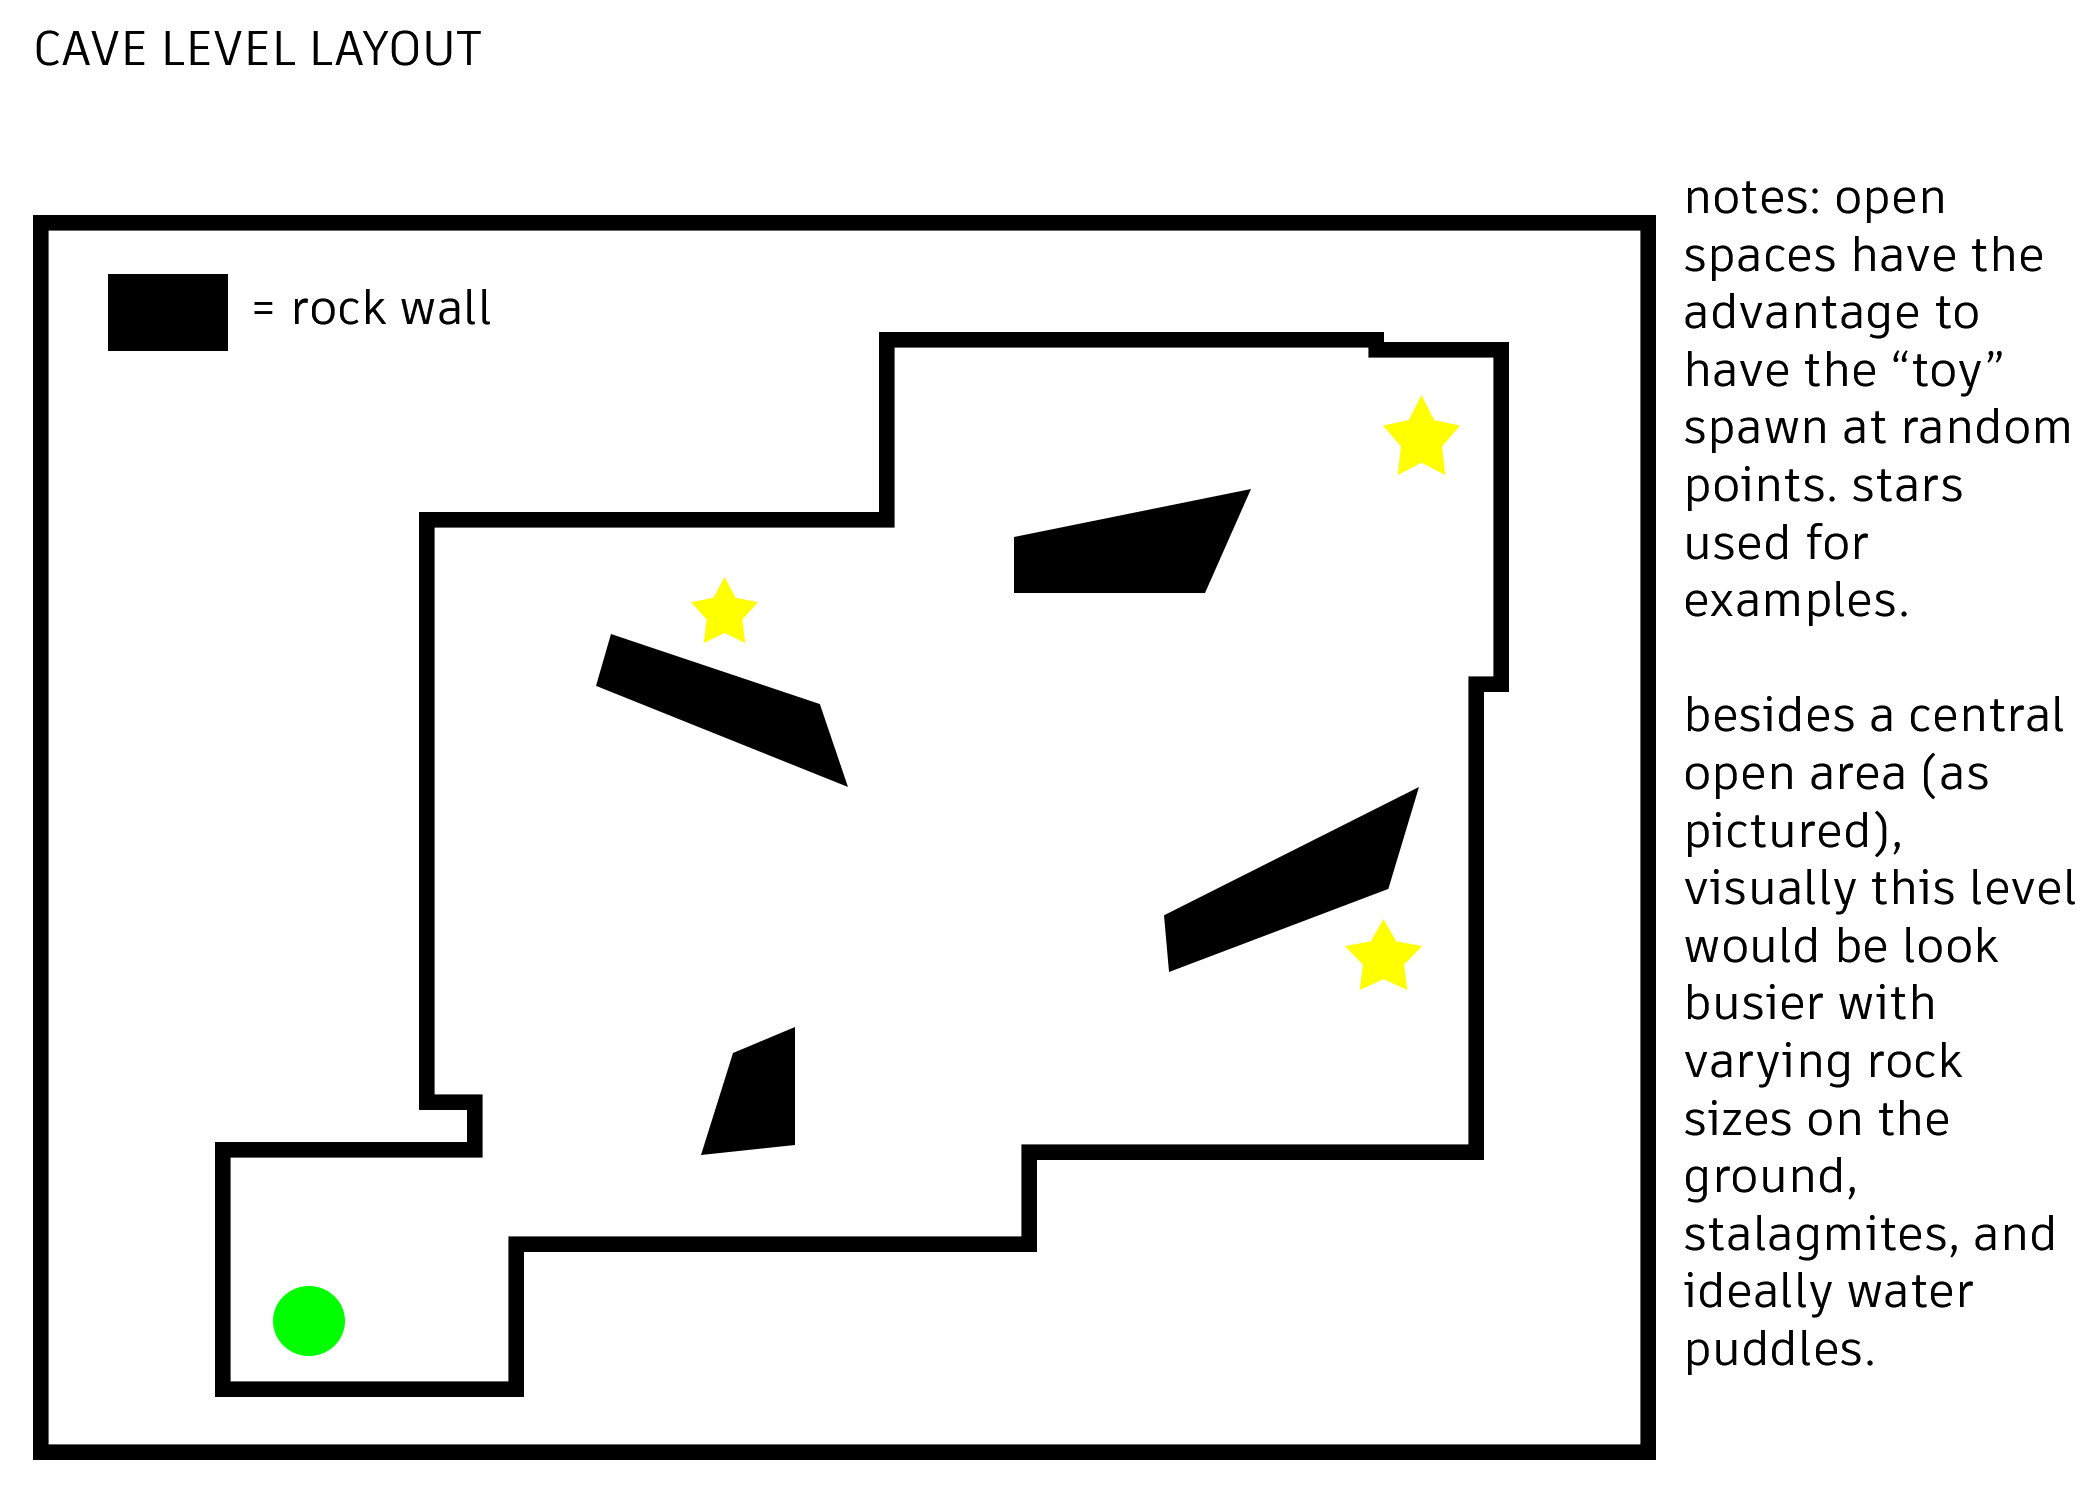 CAVE LEVEL LAYOUT
= rock wall
notes: open
spaces have the
advantage to
have the “toy”
spawn at random
points. stars
used for
examples.
besides a central
open area (as
pictured),
visually this level
would be look
busier with
varying rock
sizes on the
ground,
stalagmites, and
ideally water
puddles.